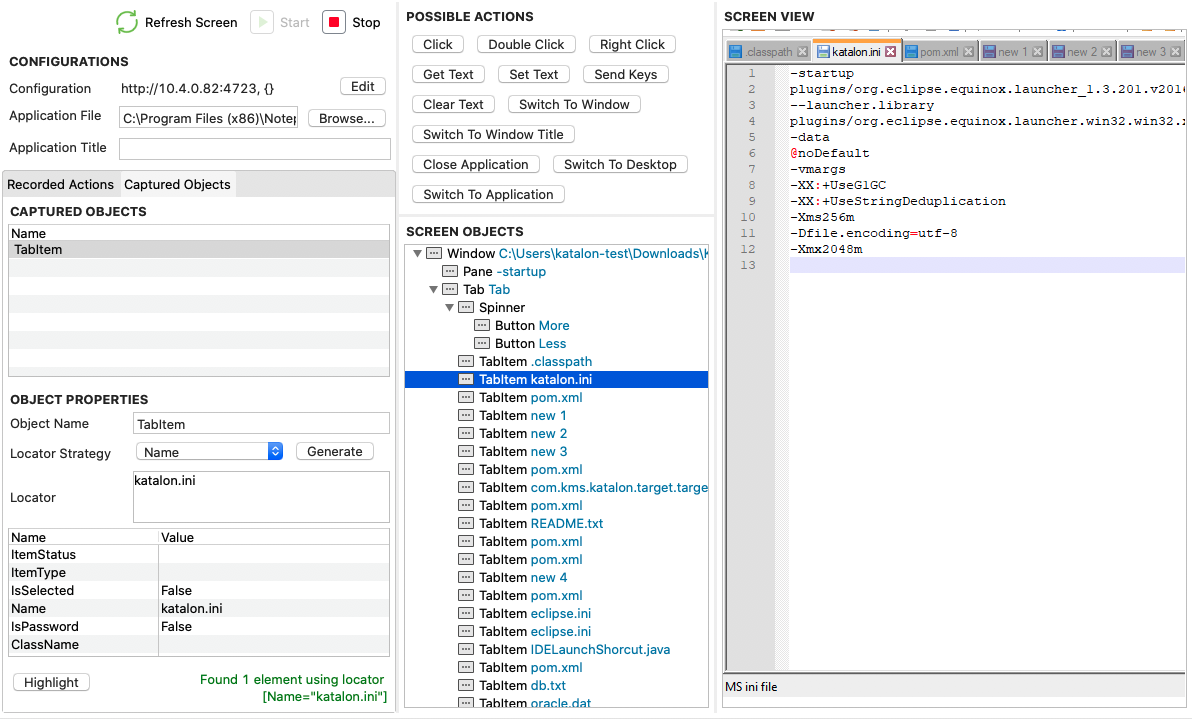 Refresh Screen
Start
Stop
CONFIGURATIONS
Configuration
http://10.4.0.82:4723, {}
Edit
Application File
C:\Program Files (x86)\Notep
Browse...
Application Title
Recorded Actions
Captured Objects
CAPTURED OBJECTS
Name
TabItem
OBJECT PROPERTIES
Object Name
TabItem
Locator Strategy
Name
Generate
Locator
katalon.ini
Name
Value
ItemStatus
ItemType
IsSelected
False
Name
katalon.ini
IsPassword
False
ClassName
Highlight
Found 1 element using locator
[Name="katalon.ini"]
POSSIBLE ACTIONS
Click
Double Click
Right Click
Get Text
Set Text
Send Keys
Clear Text
Switch To Window
Switch To Window Title
Close Application
Switch To Desktop
Switch To Application
SCREEN OBJECTS
Window C:\Users\katalon-test\Downloads\K
Pane -startup
Tab Tab
Spinner
Button More
Button Less
TabItem .classpath
TabItem katalon.ini
TabItem pom.xml
TabItem new 1
TabItem new 2
TabItem new 3
TabItem pom.xml
TabItem com.kms.katalon.target.targe
TabItem pom.xml
TabItem README.txt
TabItem pom.xml
TabItem pom.xml
TabItem new 4
TabItem pom.xml
TabItem eclipse.ini
TabItem eclipse.ini
TabItem IDELaunchShorcut.java
TabItem pom.xml
TabItem db.txt
TabItem oracle.dat
SCREEN VIEW
.classpath
katalon.ini
pom.xml
new 1
new 2
new 3
1 -startup
2 plugins/org.eclipse.equinox.launcher_1.3.201.v2016
3 --launcher.library
4 plugins/org.eclipse.equinox.launcher.win32.win32.x
5 -data
6 @noDefault
7 -vmargs
8 -XX:+UseG1GC
9 -XX:+UseStringDeduplication
10 -Xms256m
11 -Dfile.encoding=utf-8
12 -Xmx2048m
13
MS ini file